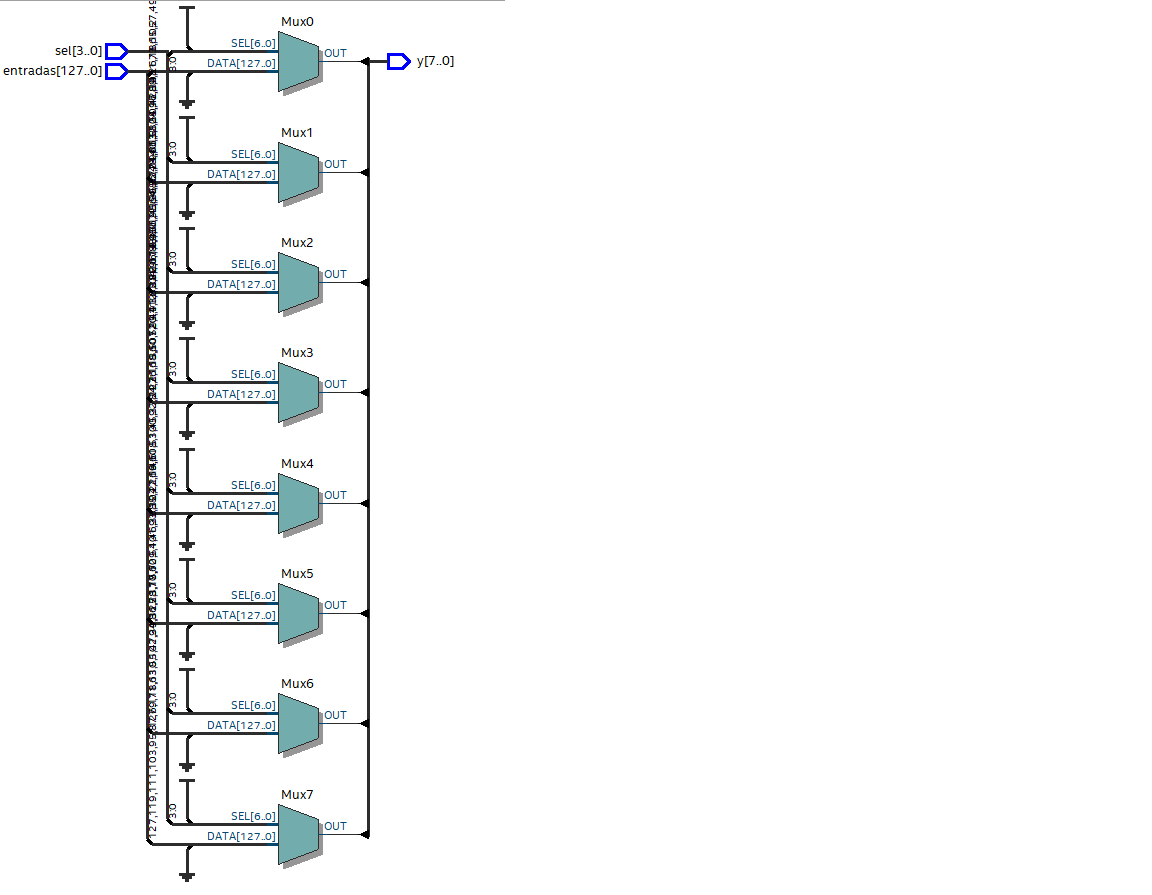 Mux0
sel[3..0]
SEL[6..0]
OUT
y[7..0]
entradas[127..0]
3:0
DATA[127..0]
Mux1
3:0
SEL[6..0]
OUT
DATA[127..0]
Mux2
3:0
SEL[6..0]
OUT
DATA[127..0]
Mux3
3:0
SEL[6..0]
OUT
DATA[127..0]
Mux4
3:0
SEL[6..0]
OUT
DATA[127..0]
Mux5
3:0
SEL[6..0]
OUT
DATA[127..0]
Mux6
3:0
SEL[6..0]
OUT
DATA[127..0]
Mux7
3:0
SEL[6..0]
OUT
127,119,111,103,95
DATA[127..0]